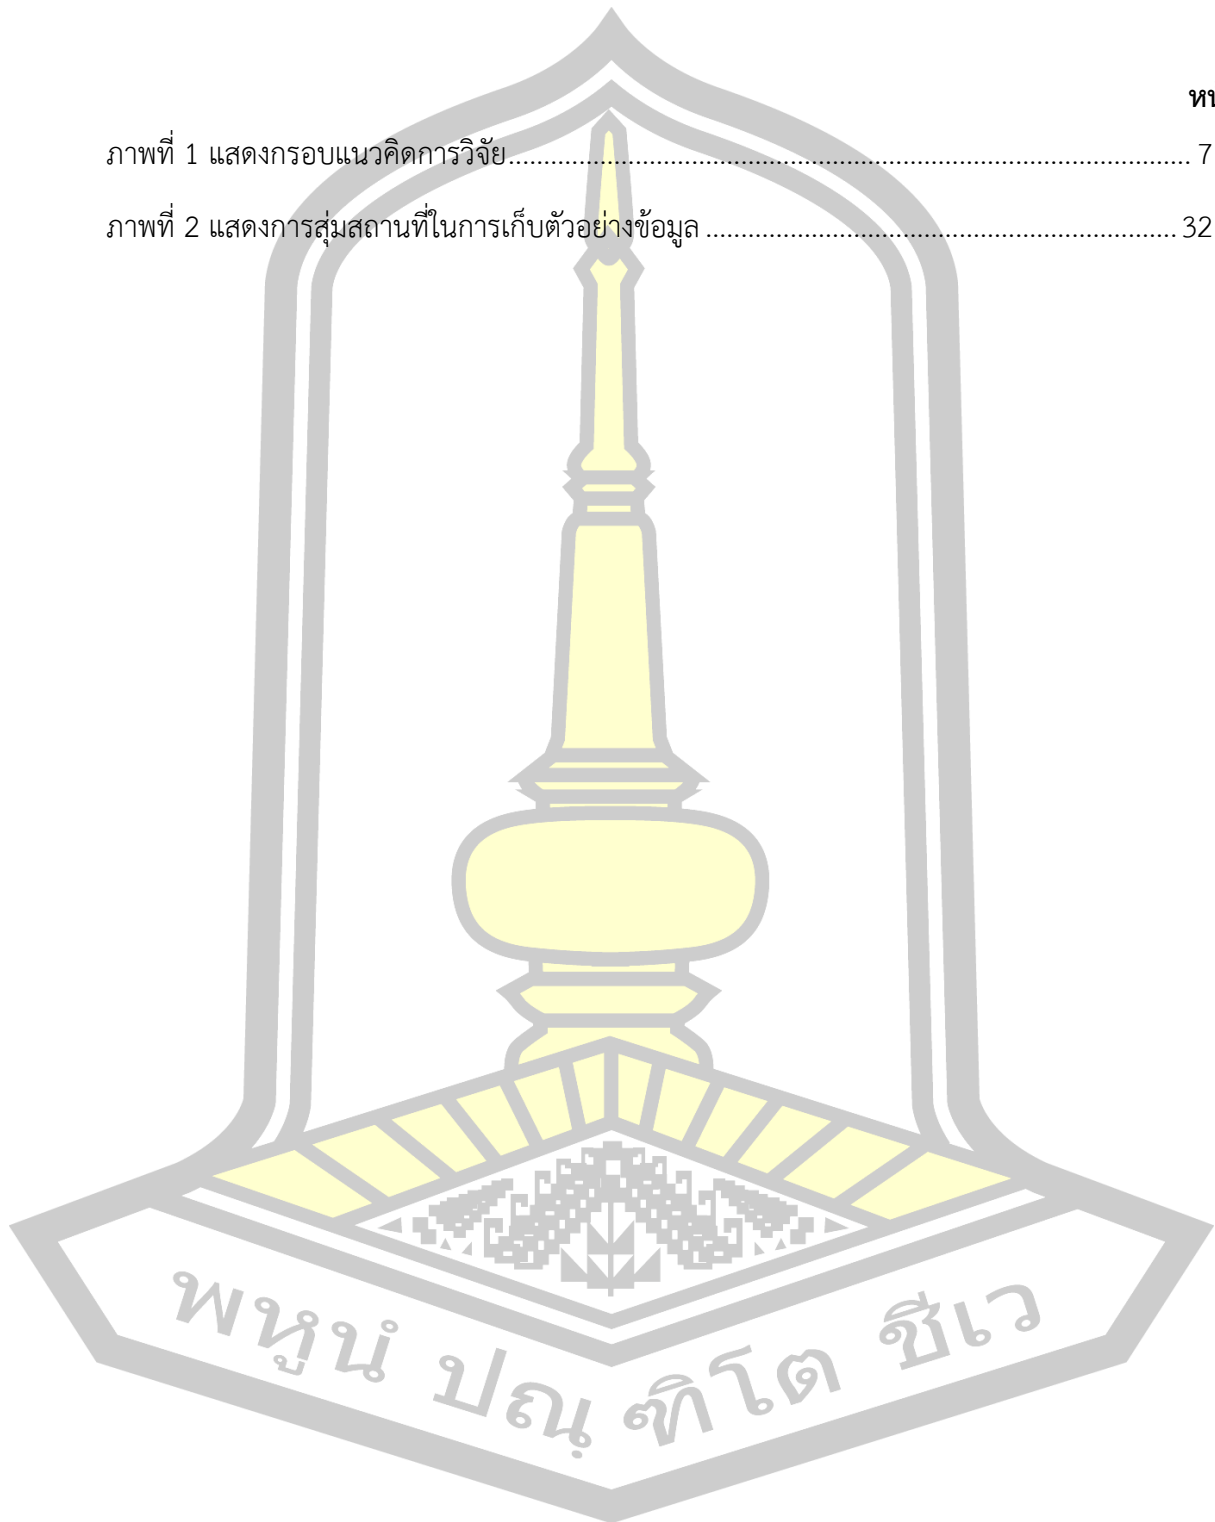 ภาพที่ 1 แสดงกรอบแนวคิดการวิจัย................................................................................................. 7
ภาพที่ 2 แสดงการสุ่มสถานที่ในการเก็บตัวอย่างข้อมูล ................................................................... 32
พหูนํ ปณฺฑิโต ชีเว